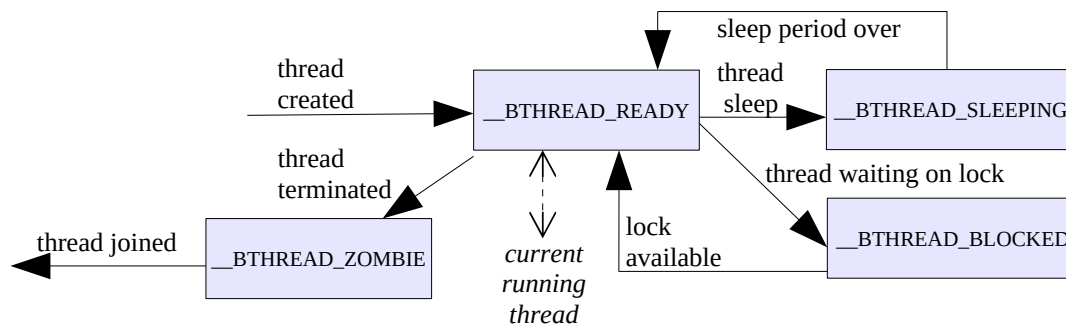 sleep period over
thread
created
thread
sleep
__BTHREAD_READY
__BTHREAD_SLEEPING
thread
terminated
thread waiting on lock
thread joined
__BTHREAD_ZOMBIE
current
running
thread
lock
available
__BTHREAD_BLOCKED